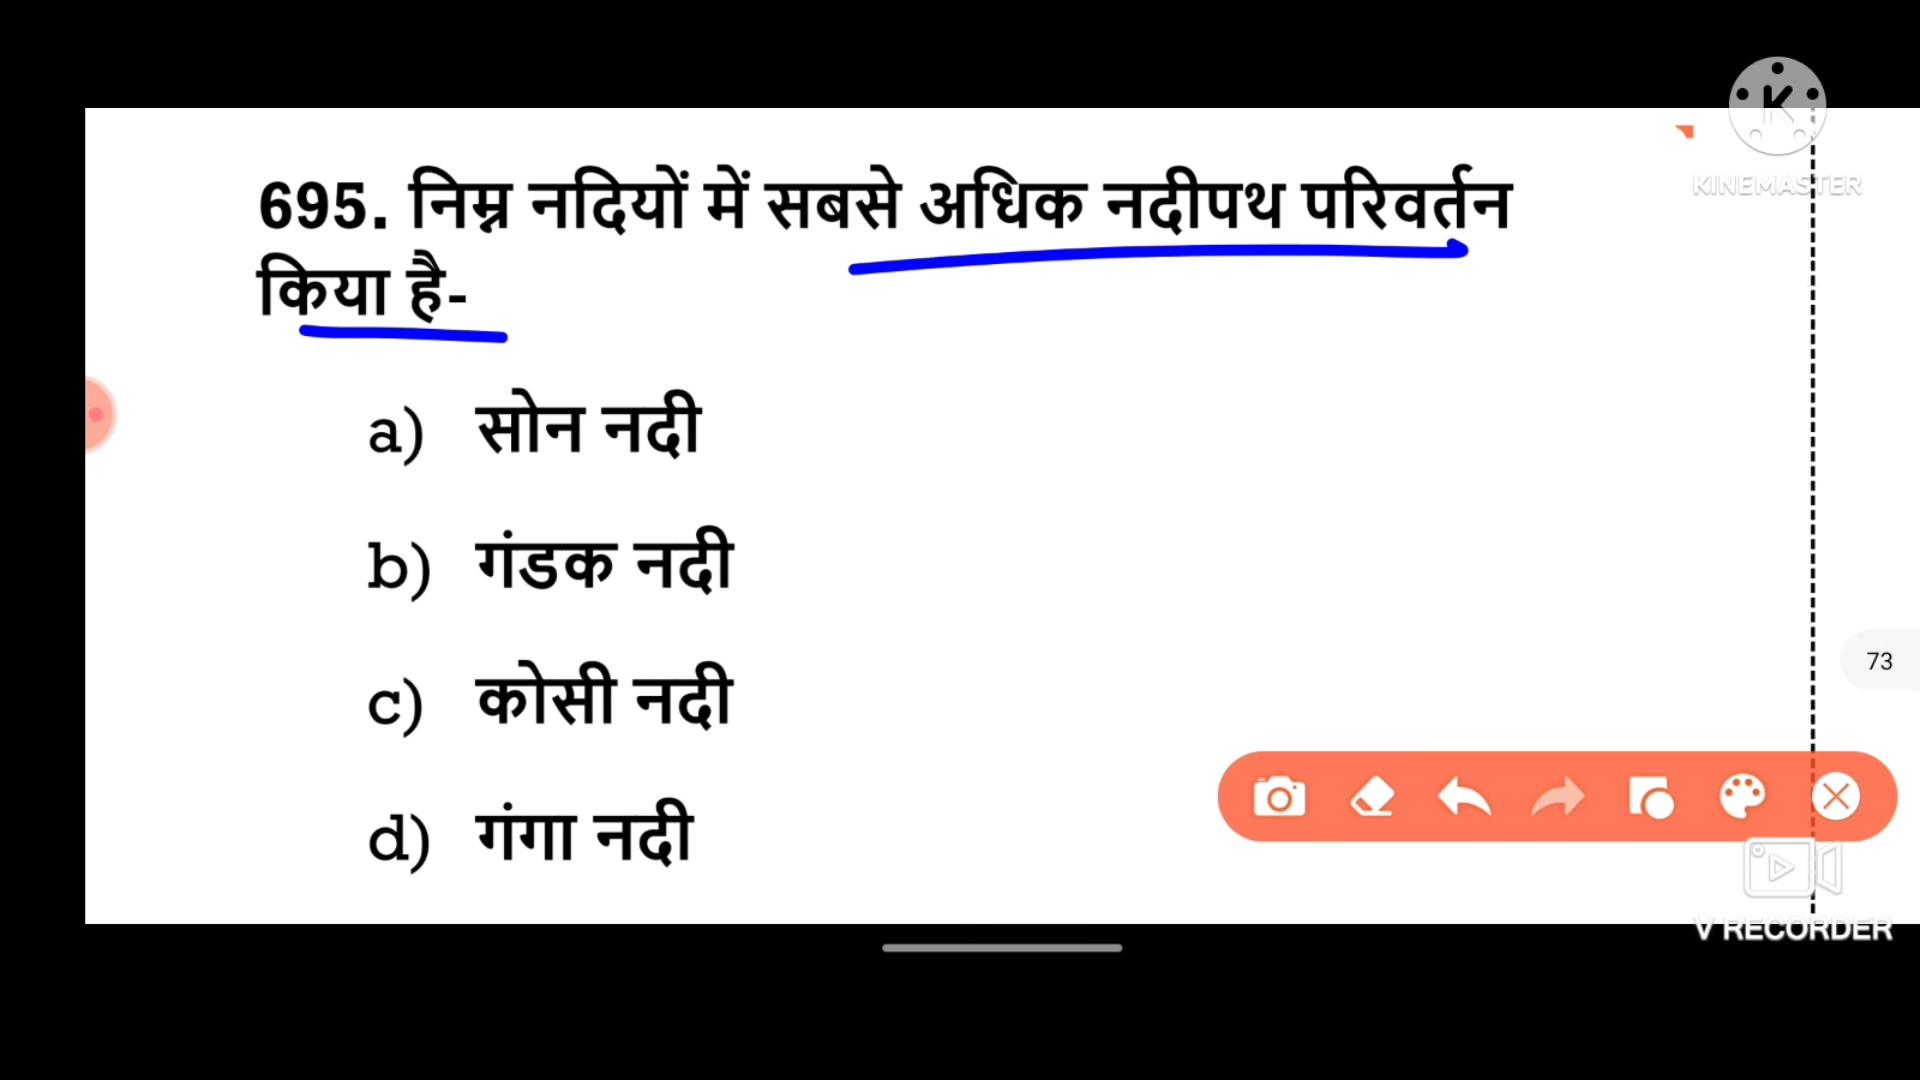 K
KINEMASTER
695. निम्न नदियों में सबसे अधिक नदीपथ परिवर्तन
किया है-
a) सोन नदी
b) गंडक नदी
c) कोसी नदी
73
d) गंगा नदी
V RECORDER